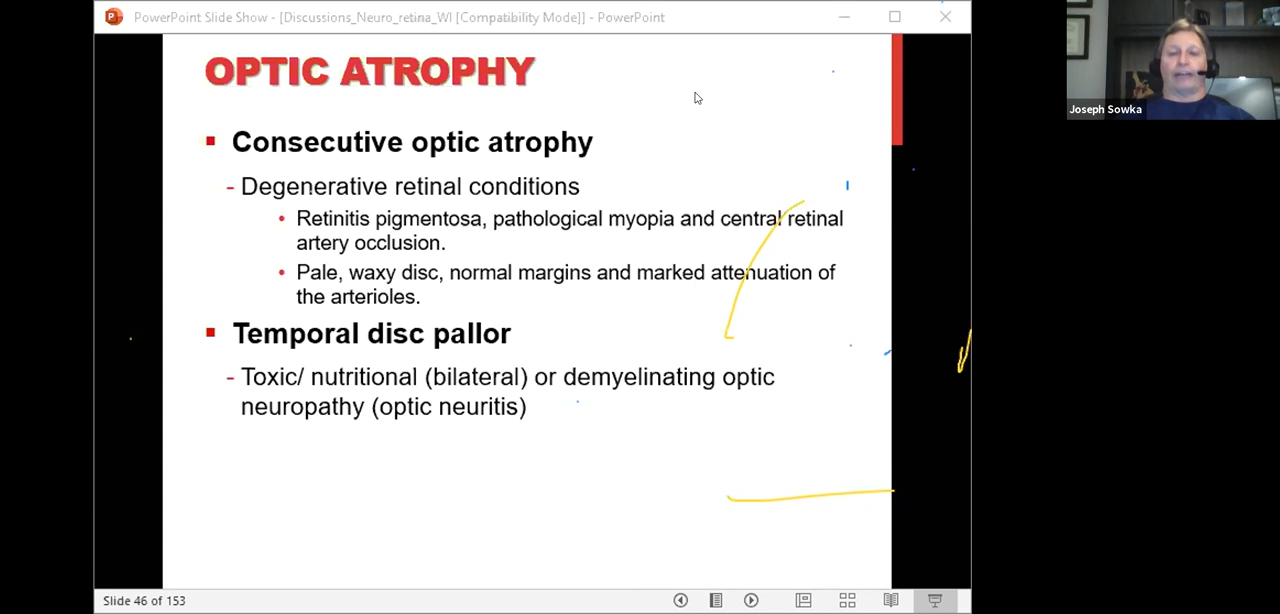 PowerPoint Slide Show - [Discussions_Neuro_retina_WI [Compatibility Mode]] - PowerPoint
OPTIC ATROPHY
▪ Consecutive optic atrophy
- Degenerative retinal conditions
• Retinitis pigmentosa, pathological myopia and central retinal
artery occlusion.
• Pale, waxy disc, normal margins and marked attenuation of
the arterioles.
▪ Temporal disc pallor
- Toxic/ nutritional (bilateral) or demyelinating optic
neuropathy (optic neuritis)
Slide 46 of 153
Joseph Sowka